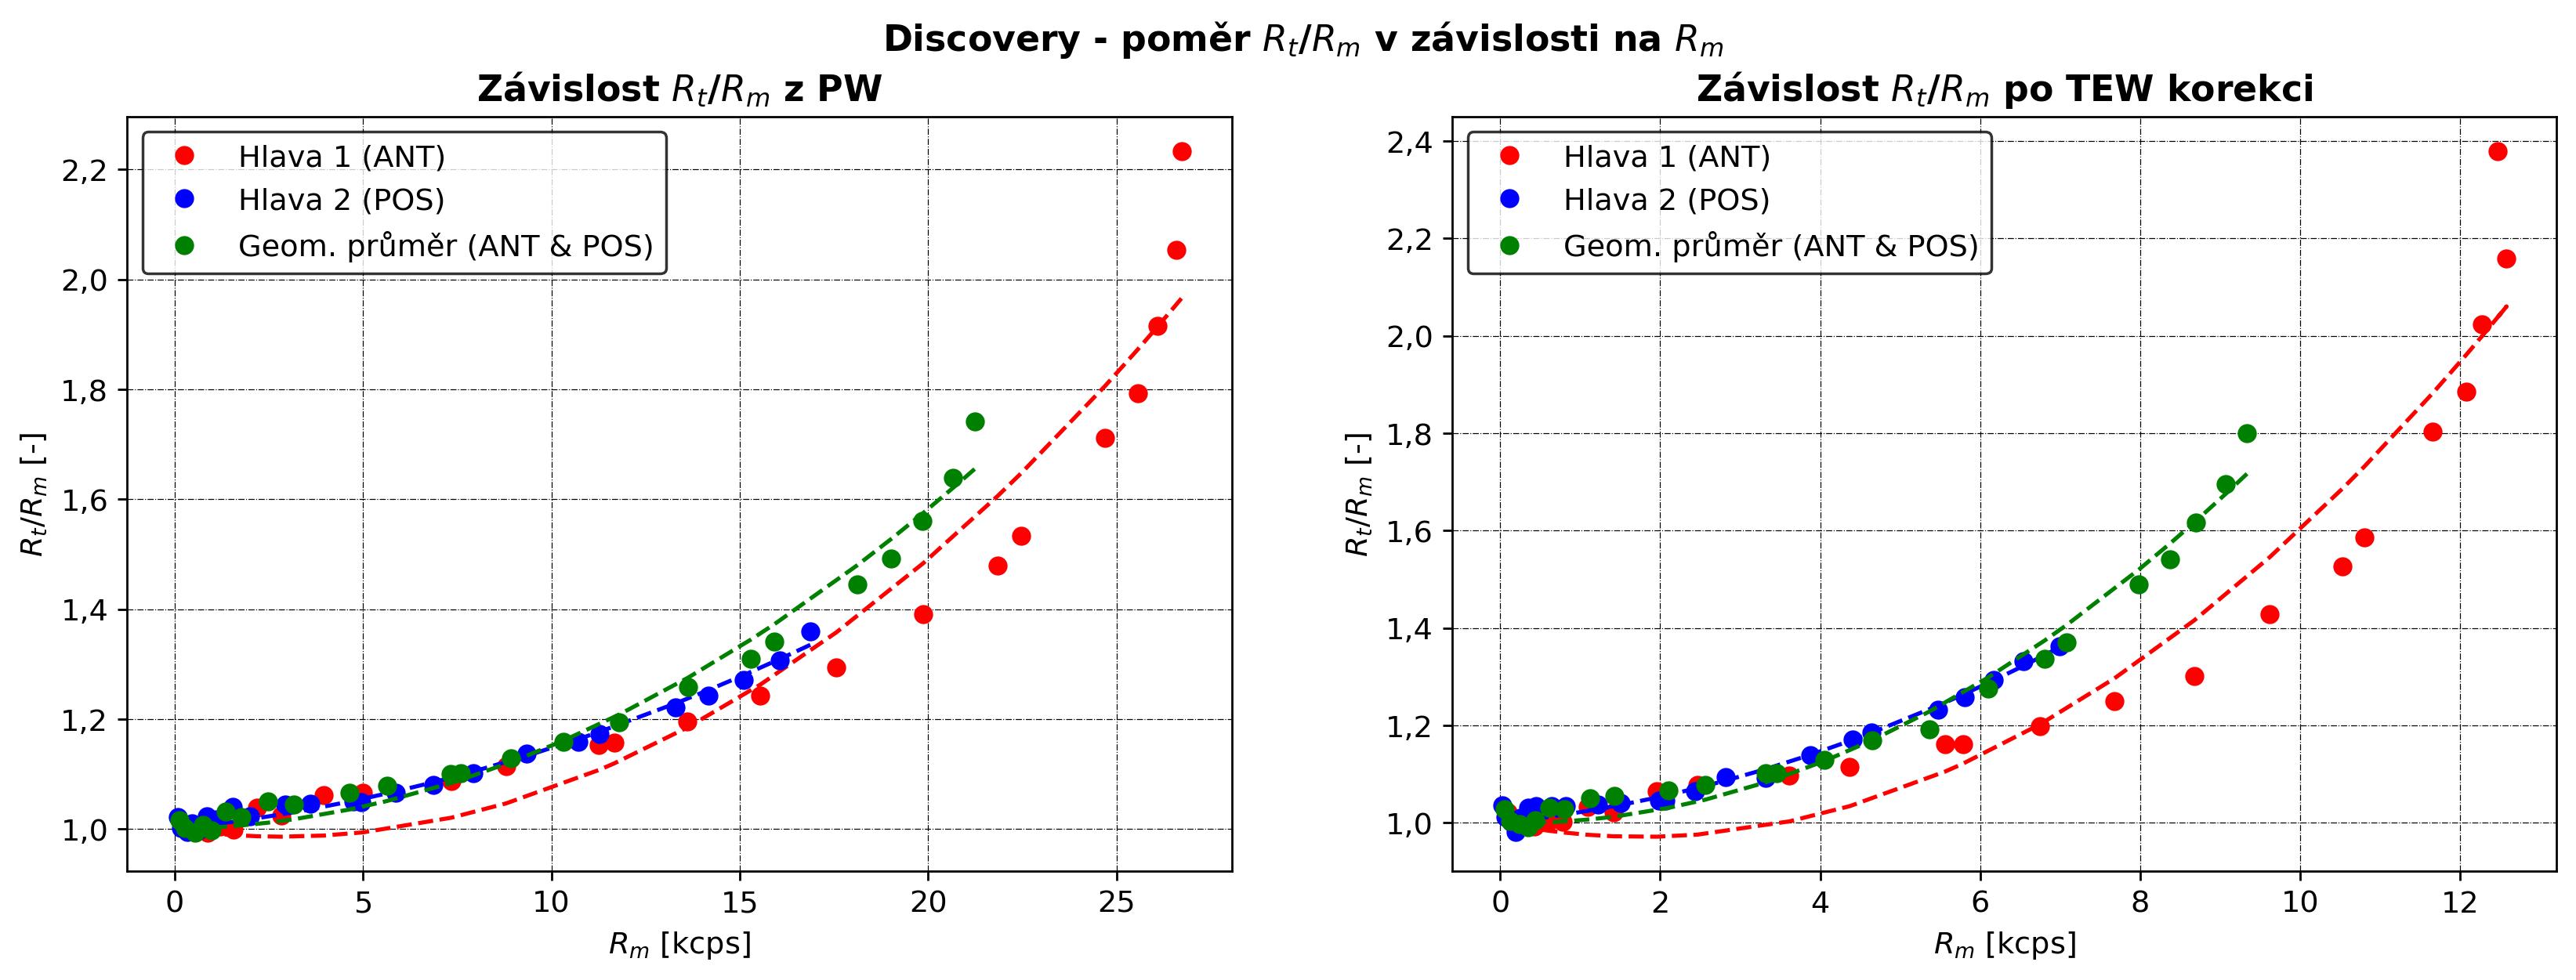 Discovery - poměr Rt/Rm v závislosti na Rm
Závislost Rt/Rm z PW
Hlava 1 (ANT)
Hlava 2 (POS)
Geom. průměr (ANT & POS)
2,2
2,0
1,8
1,6
1,4
1,2
1,0
Rt/Rm [-]
0 5 10 15 20 25
Rm [kcps]
Závislost Rt/Rm po TEW korekci
Hlava 1 (ANT)
Hlava 2 (POS)
Geom. průměr (ANT & POS)
2,4
2,2
2,0
1,8
1,6
1,4
1,2
1,0
Rt/Rm [-]
0 2 4 6 8 10 12
Rm [kcps]